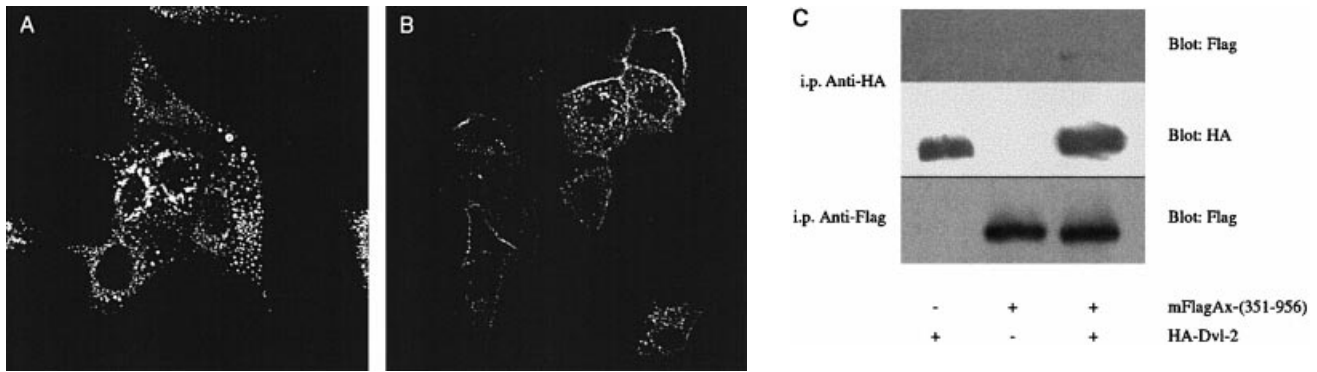 A
B
C
Blot: Flag
i.p. Anti-HA
Blot: HA
i.p. Anti-Flag
Blot: Flag
- + + mFlagAx-(351-956)
+ - + HA-Dvl-2